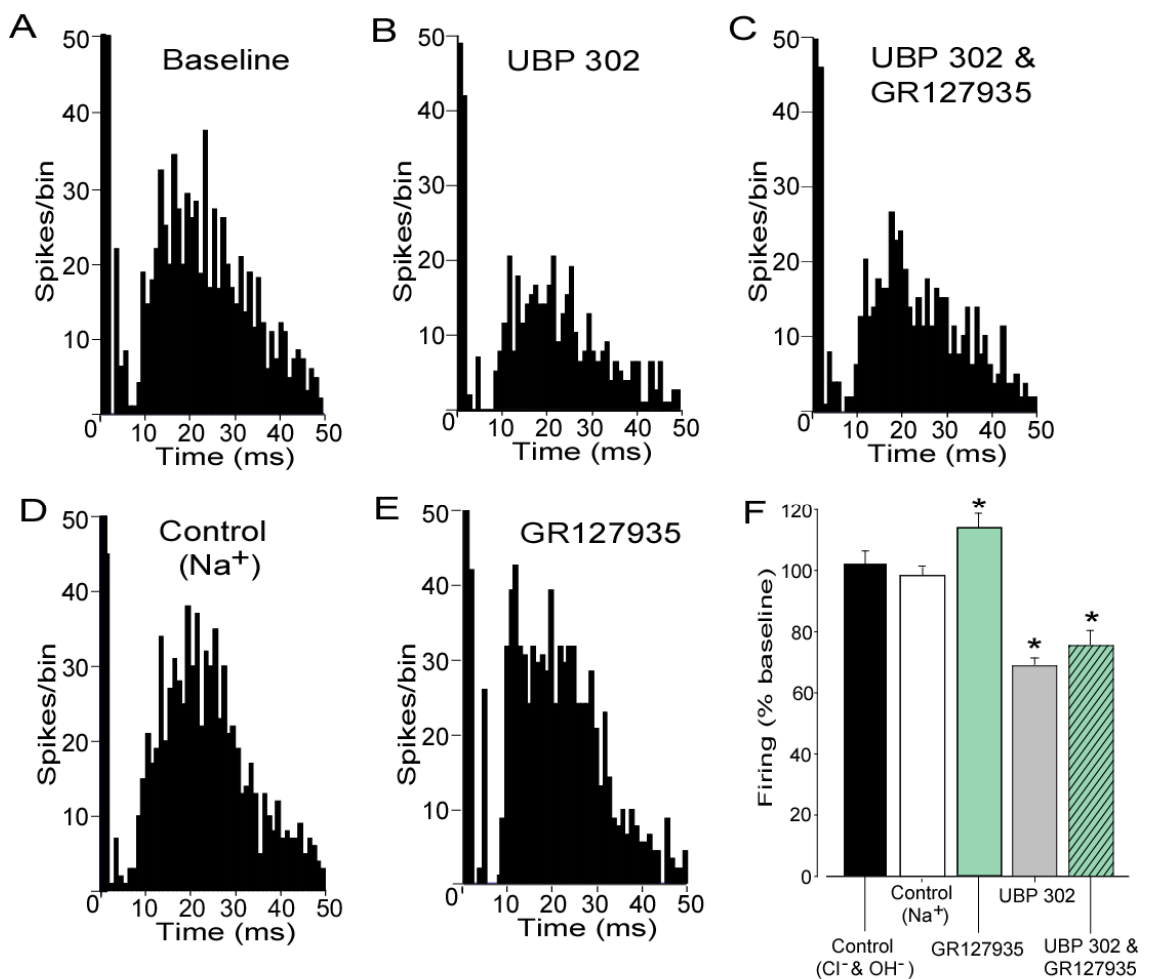 A
Baseline
50
40
30
20
10
Spikes/bin
0 10 20 30 40 50
Time (ms)
B
UBP 302
50
40
30
20
10
Spikes/bin
0 10 20 30 40 50
Time (ms)
C
UBP 302 &
GR127935
50
40
30
20
10
Spikes/bin
0 10 20 30 40 50
Time (ms)
D
Control
(Na⁺)
50
40
30
20
10
Spikes/bin
0 10 20 30 40 50
Time (ms)
E
GR127935
50
40
30
20
10
Spikes/bin
0 10 20 30 40 50
Time (ms)
F
120
100
80
60
40
20
0
Firing (% baseline)
*
*
*
Control
(Cl⁻& OH⁻)
Control
(Na⁺)
GR127935
UBP 302
UBP 302 &
GR127935